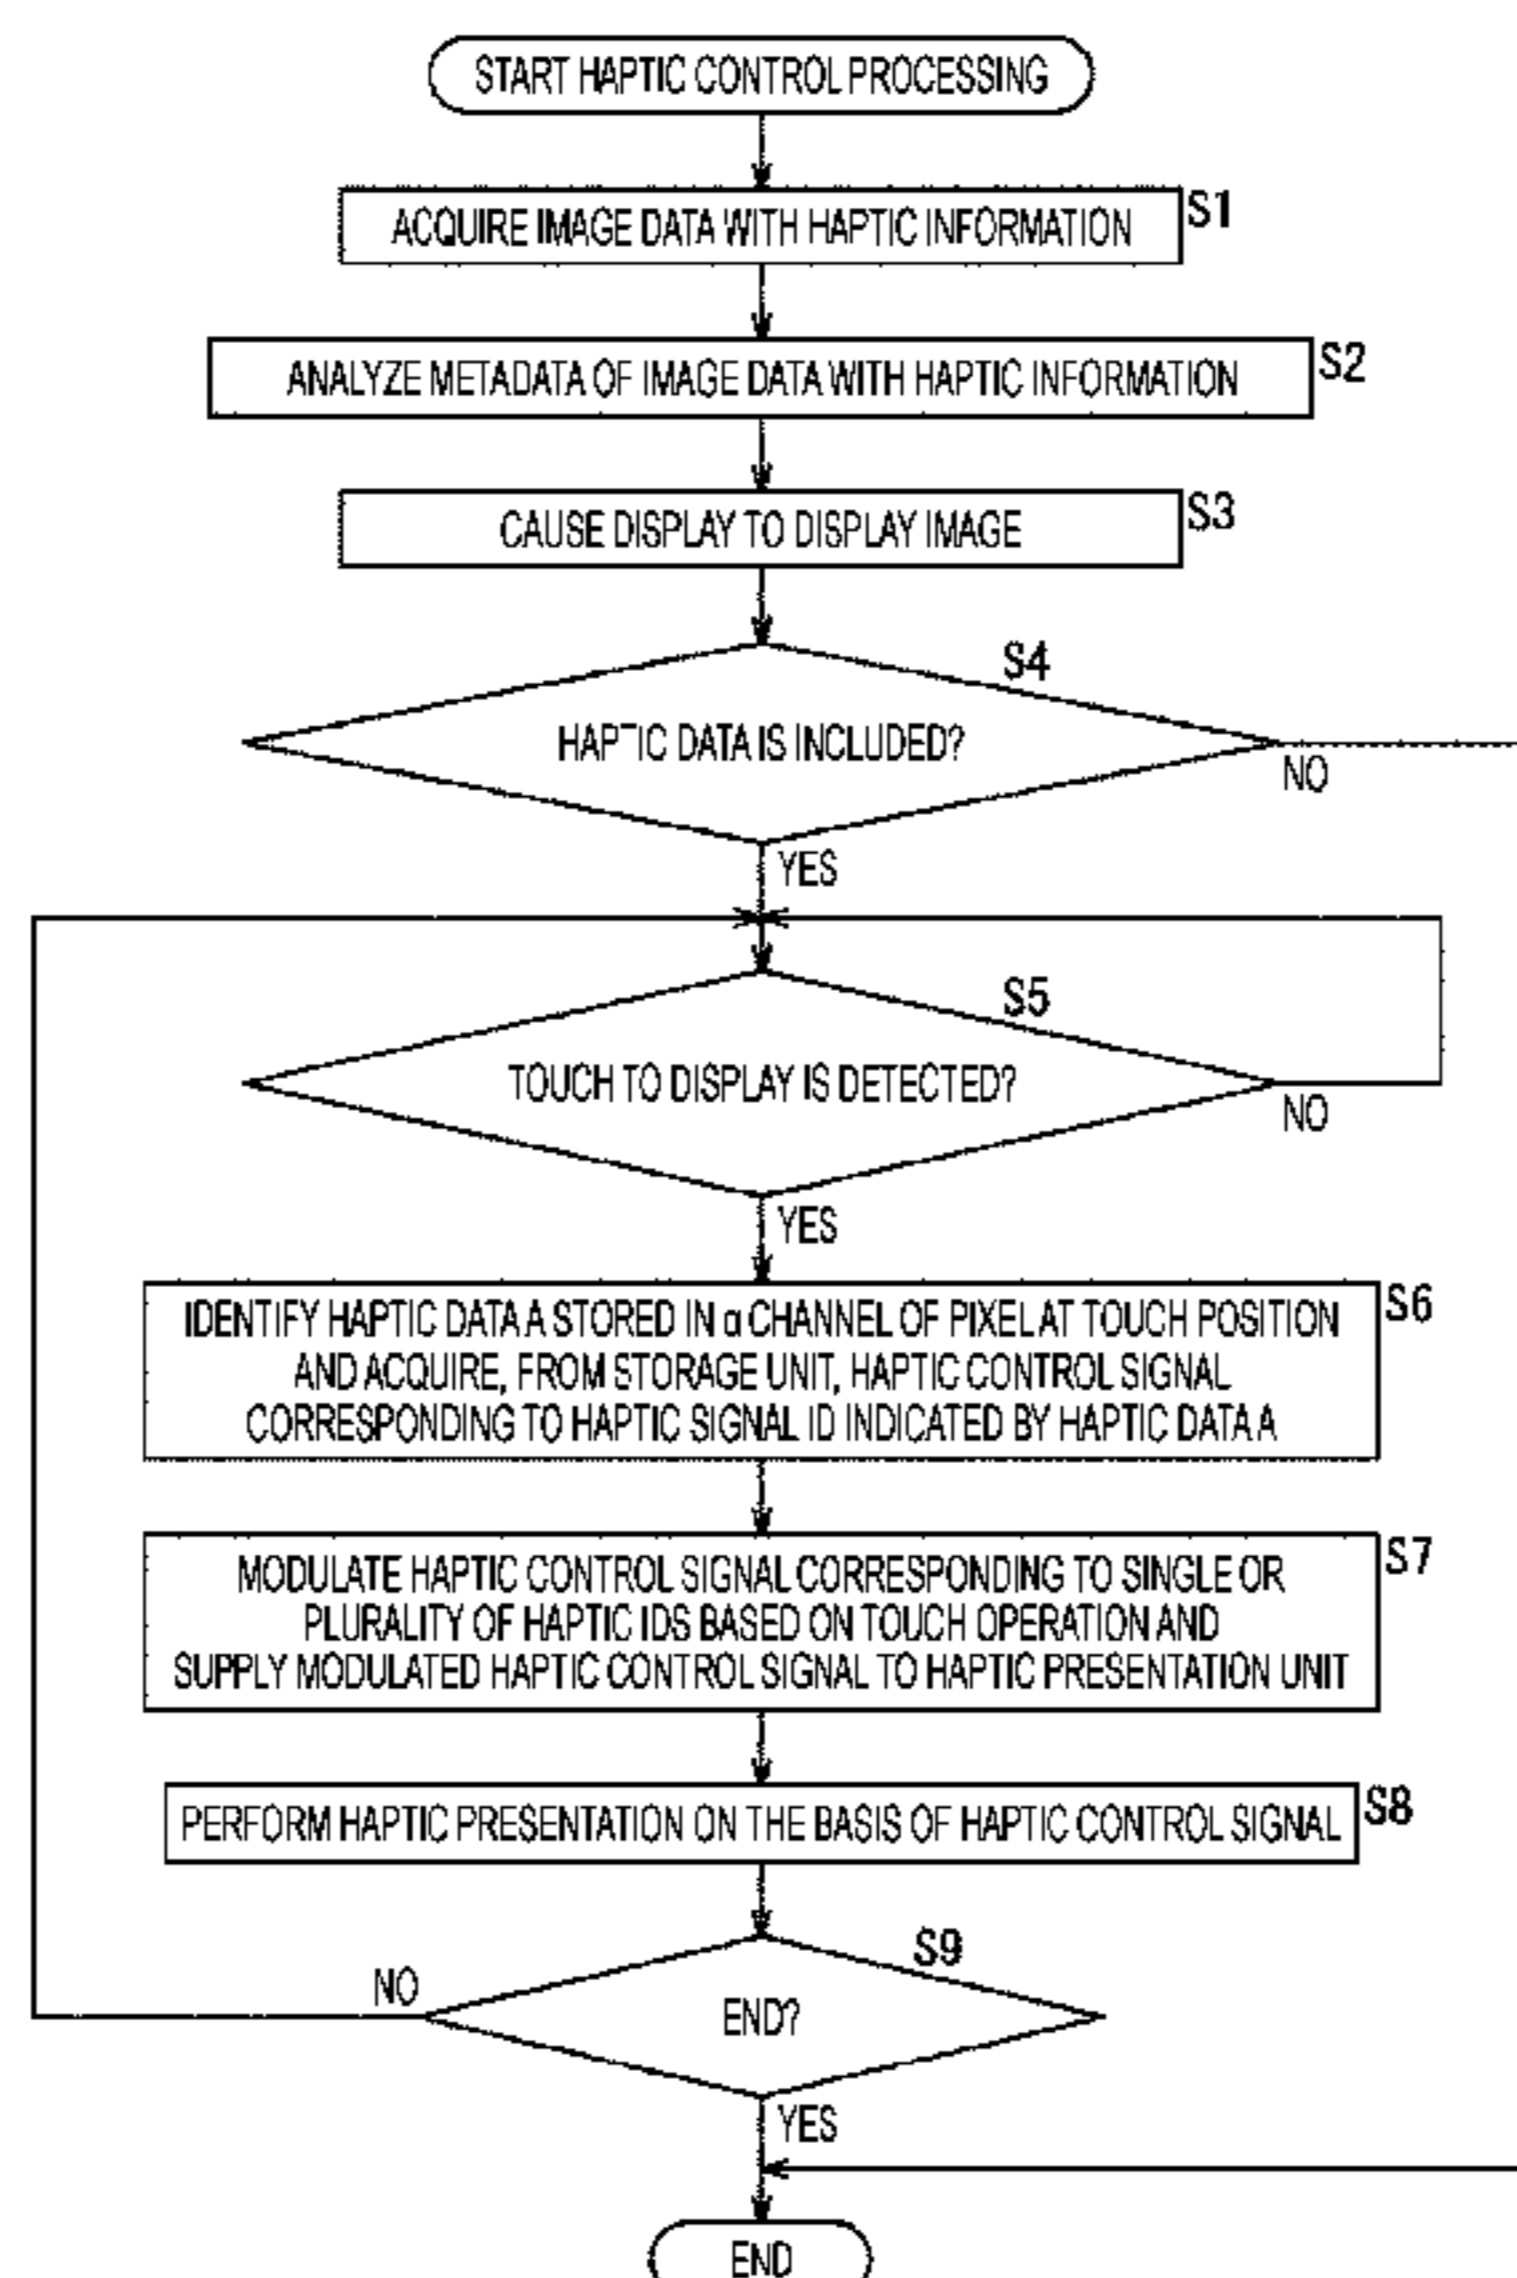 START HAPTIC CONTROL PROCESSING
S1
ACQUIRE IMAGE DATA WITH HAPTIC INFORMATION
S2
ANALYZE METADATA OF IMAGE DATA WITH HAPTIC INFORMATION
S3
CAUSE DISPLAY TO DISPLAY IMAGE
S4
HAPTIC DATA IS INCLUDED?
NO
YES
S5
TOUCH TO DISPLAY IS DETECTED?
NO
YES
S6
IDENTIFY HAPTIC DATA A STORED IN α CHANNEL OF PIXEL AT TOUCH POSITION
AND ACQUIRE, FROM STORAGE UNIT, HAPTIC CONTROL SIGNAL
CORRESPONDING TO HAPTIC SIGNAL ID INDICATED BY HAPTIC DATA A
S7
MODULATE HAPTIC CONTROL SIGNAL CORRESPONDING TO SINGLE OR
PLURALITY OF HAPTIC IDS BASED ON TOUCH OPERATION AND
SUPPLY MODULATED HAPTIC CONTROL SIGNAL TO HAPTIC PRESENTATION UNIT
S8
PERFORM HAPTIC PRESENTATION ON THE BASIS OF HAPTIC CONTROL SIGNAL
S9
NO
END?
YES
END